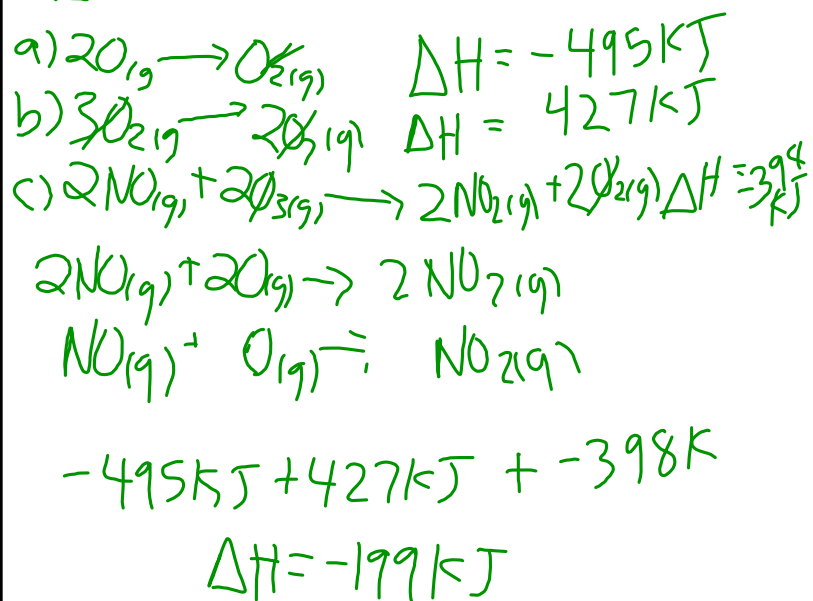 a) 2O(g → O2(g) ΔH = -495KJ
b) 3O2(g → 2O3(g) ΔH = 427KJ
c) 2NO(g) + 2O3(g) → 2NO2(g) + 2O2(g) ΔH = -394 KJ
2NO(g) + 2O(g) → 2NO2(g)
NO(g) + O(g) → NO2(g)
-495KJ + 427KJ + -398K
ΔH = -199KJ